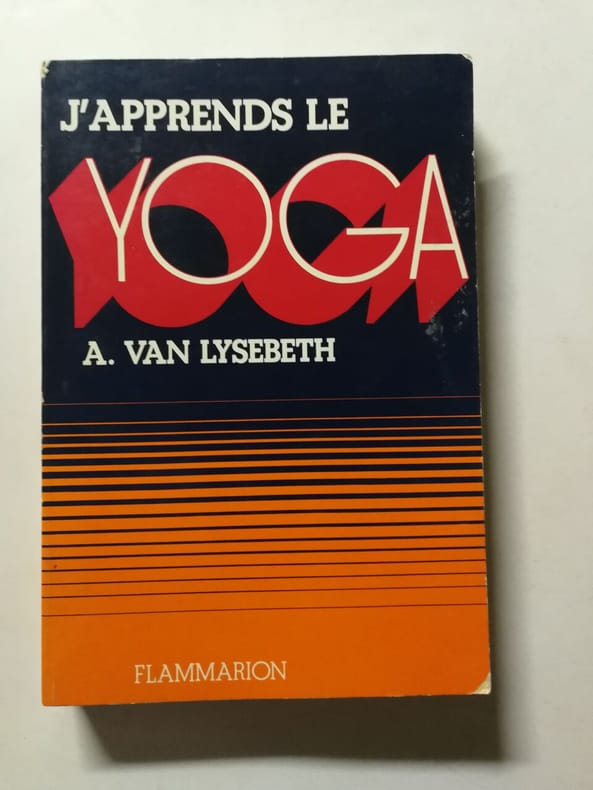 J'APPRENDS LE
YOGA
A. VAN LYSEBETH
FLAMMARION